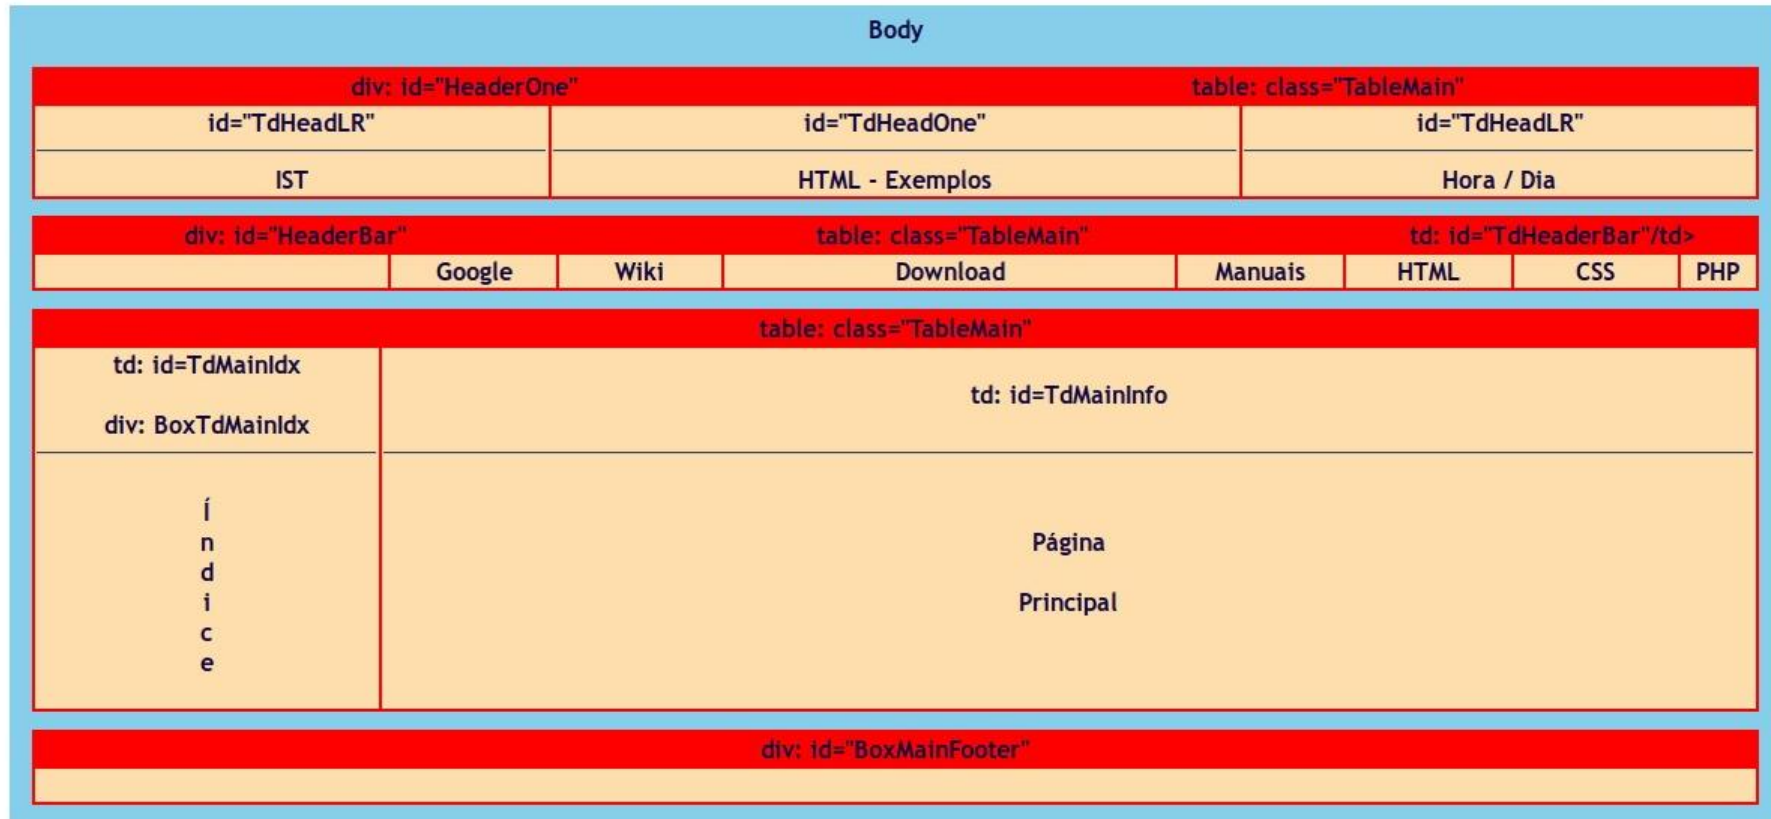 Body
div: id="HeaderOne" table: class="TableMain"
id="TdHeadLR" id="TdHeadOne" id="TdHeadLR"
IST HTML - Exemplos Hora / Dia
div: id="HeaderBar" table: class="TableMain" td: id="TdHeaderBar"/td>
Google Wiki Download Manuais HTML CSS PHP
table: class="TableMain"
td: id=TdMainIdx
td: id=TdMainInfo
div: BoxTdMainIdx
Í
n
d
i
c
e
Página
Principal
div: id="BoxMainFooter"